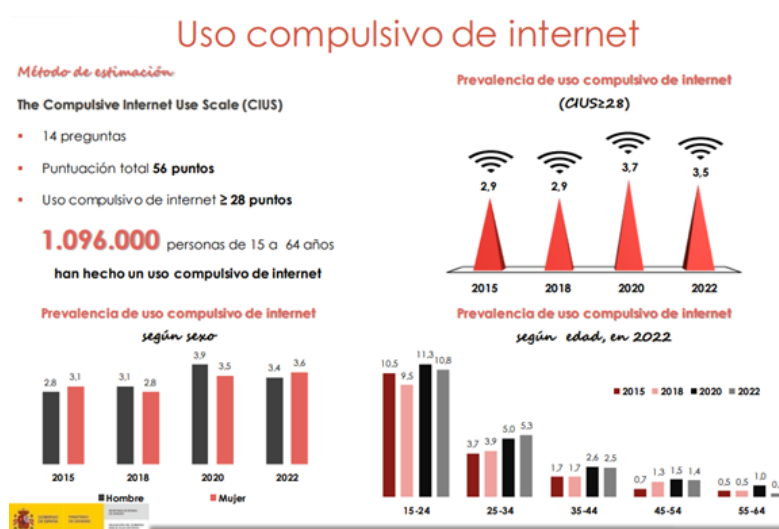 Uso compulsivo de internet
Método de estimación
The Compulsive Internet Use Scale (CIUS)
▪ 14 preguntas
▪ Puntuación total 56 puntos
▪ Uso compulsivo de internet ≥ 28 puntos
1.096.000 personas de 15 a 64 años
han hecho un uso compulsivo de internet
Prevalencia de uso compulsivo de internet
(CIUS≥28)
2,9 2,9 3,7 3,5
2015 2018 2020 2022
Prevalencia de uso compulsivo de internet
según sexo
2,8 3,1 3,1 2,8 3,9 3,5 3,4 3,6
2015 2018 2020 2022
Hombre Mujer
Prevalencia de uso compulsivo de internet
según edad, en 2022
2015 2018 2020 2022
10,5 9,5 11,3 10,8
3,7 3,9 5,0 5,3
1,7 1,7 2,6 2,5
0,7 1,3 1,5 1,4
0,5 0,5 1,0
15-24 25-34 35-44 45-54 55-64
GOBIERNO MINISTERIO
DE ESPAÑA DE SANIDAD